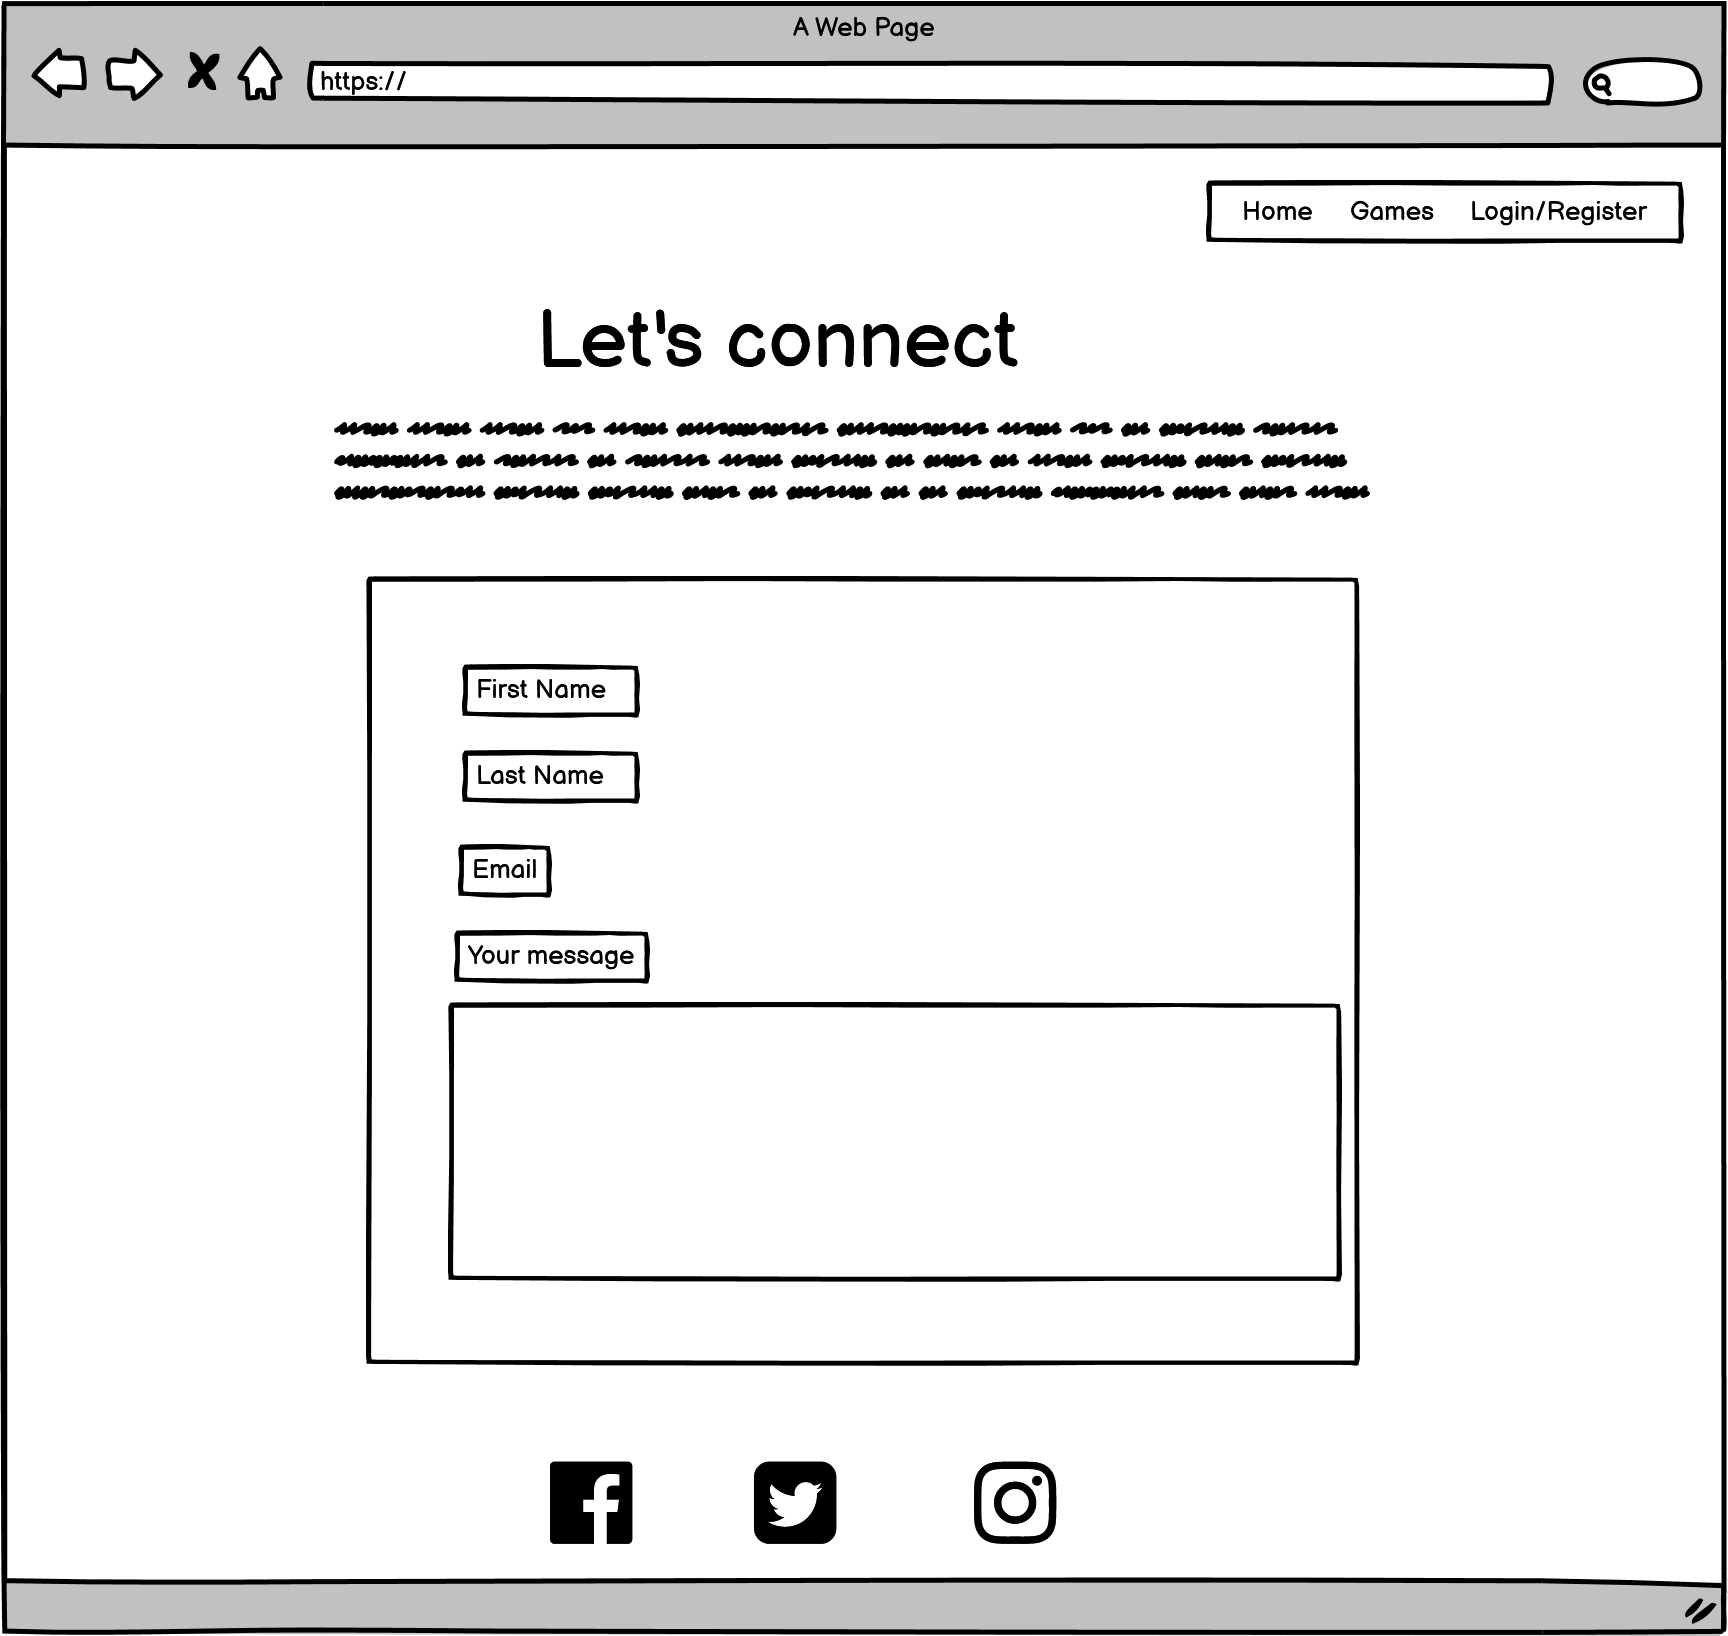 A Web Page
https://
Home Games Login/Register
Let's connect
First Name
Last Name
Email
Your message